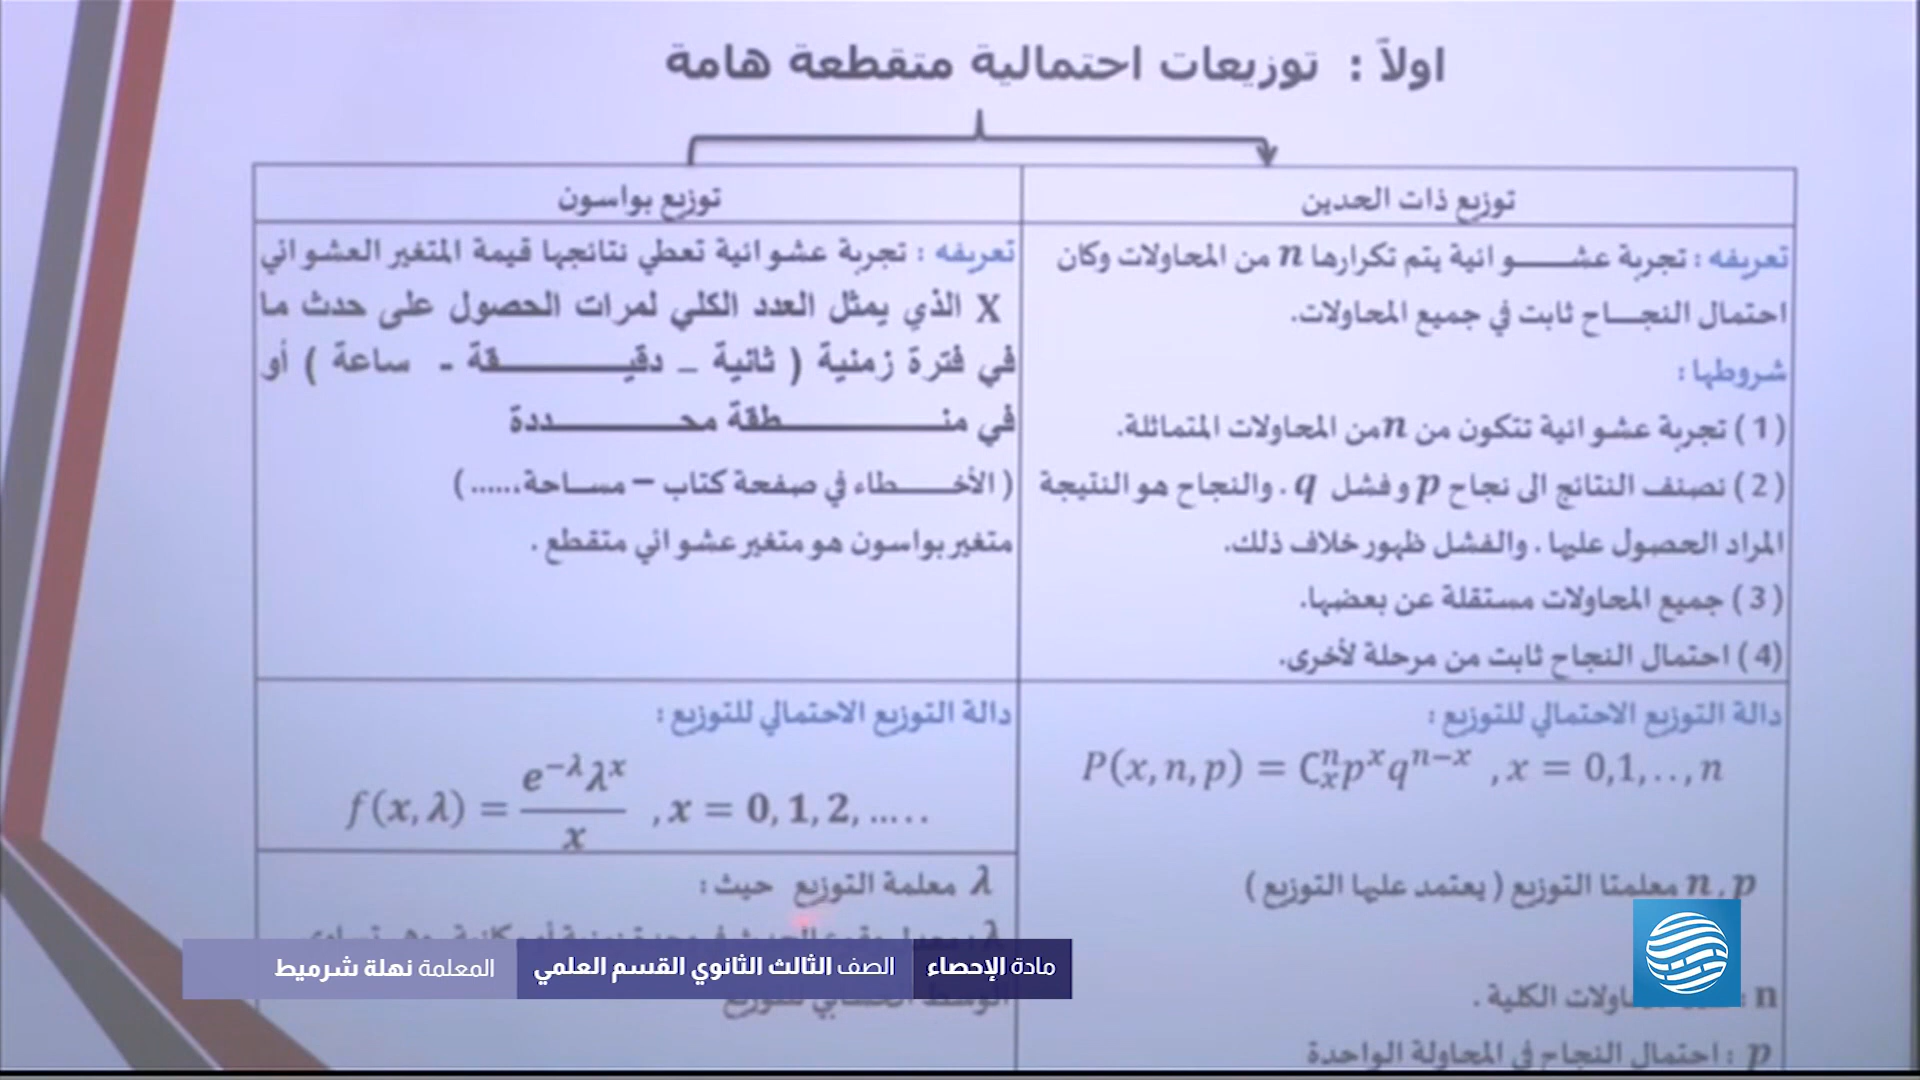 اولاً : توزيعات احتمالية متقطعة هامة
توزيع ذات الحدين
تعريفه : تجربة عشوائية يتم تكرارها n من المحاولات وكان
احتمال النجاح ثابت في جميع المحاولات.
شروطها :
(1) تجربة عشوائية تتكون من n من المحاولات المتماثلة.
(2) نصنف النتائج الى نجاح p وفشل q . والنجاح هو النتيجة
المراد الحصول عليها . والفشل ظهور خلاف ذلك.
(3) جميع المحاولات مستقلة عن بعضها.
(4) احتمال النجاح ثابت من مرحلة لأخرى.
دالة التوزيع الاحتمالي للتوزيع :
P(x, n, p) = C_x^n p^x q^{n-x} , x = 0,1,..,n
n , p معلمتا التوزيع ( يعتمد عليها التوزيع )
n : الكلية .
p : احتمال النجاح في المحاولة الواحدة
توزيع بواسون
تعريفه : تجربة عشوائية تعطي نتائجها قيمة المتغير العشوائي
X الذي يمثل العدد الكلي لمرات الحصول على حدث ما
في فترة زمنية ( ثانية – دقيقة - ساعة ) أو
في منطقة محددة
( الأخطاء في صفحة كتاب – مساحة...... )
متغير بواسون هو متغير عشوائي متقطع .
دالة التوزيع الاحتمالي للتوزيع :
f(x, λ) = e^{-λ}λ^x / x , x = 0, 1, 2, .....
λ معلمة التوزيع حيث :
مادة الإحصاء
الصف الثالث الثانوي القسم العلمي
المعلمة نهلة شرميط